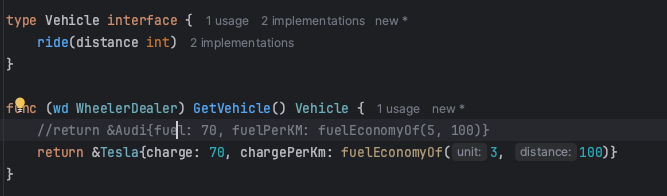 type Vehicle interface {   1 usage   2 implementations   new *
    ride(distance int)   2 implementations
}
func (wd WheelerDealer) GetVehicle() Vehicle {   1 usage   new *
    //return &Audi{fuel: 70, fuelPerKM: fuelEconomyOf(5, 100)}
    return &Tesla{charge: 70, chargePerKm: fuelEconomyOf( unit: 3,  distance: 100)}
}